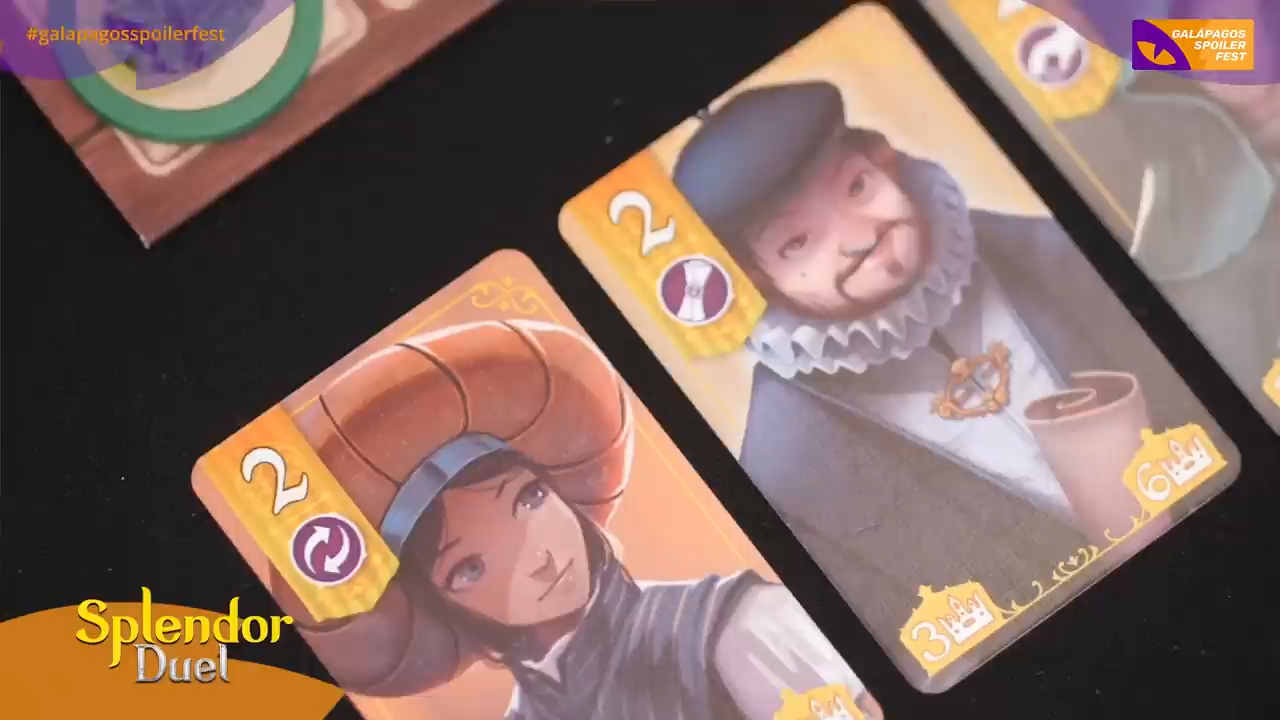 #galapagosspoilerfest
GALÁPAGOS
SPOILER
FEST
2
2
6
3
Splendor
Duel